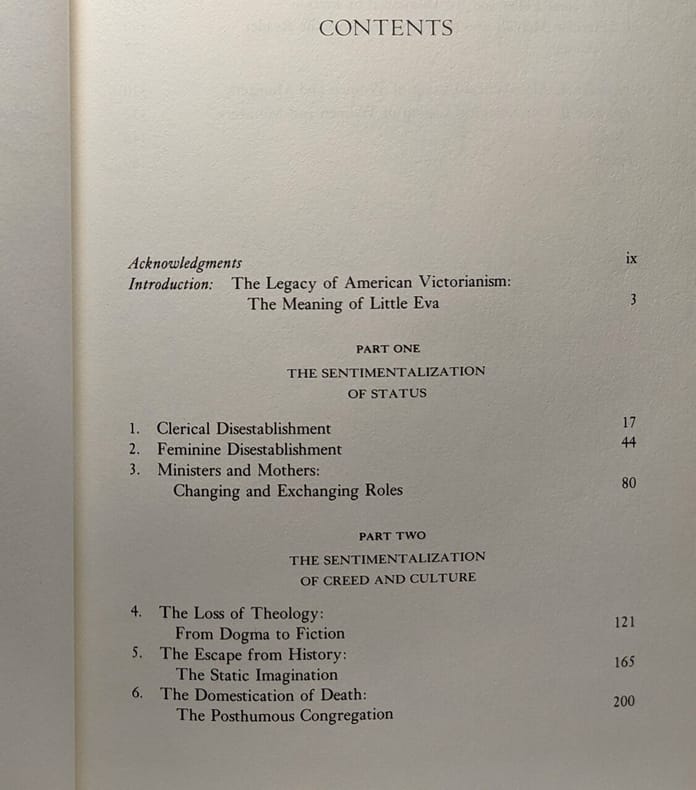 CONTENTS
Acknowledgments ix
Introduction: The Legacy of American Victorianism:
The Meaning of Little Eva 3
PART ONE
THE SENTIMENTALIZATION
OF STATUS
1. Clerical Disestablishment 17
2. Feminine Disestablishment 44
3. Ministers and Mothers:
Changing and Exchanging Roles 80
PART TWO
THE SENTIMENTALIZATION
OF CREED AND CULTURE
4. The Loss of Theology:
From Dogma to Fiction 121
5. The Escape from History:
The Static Imagination 165
6. The Domestication of Death:
The Posthumous Congregation 200